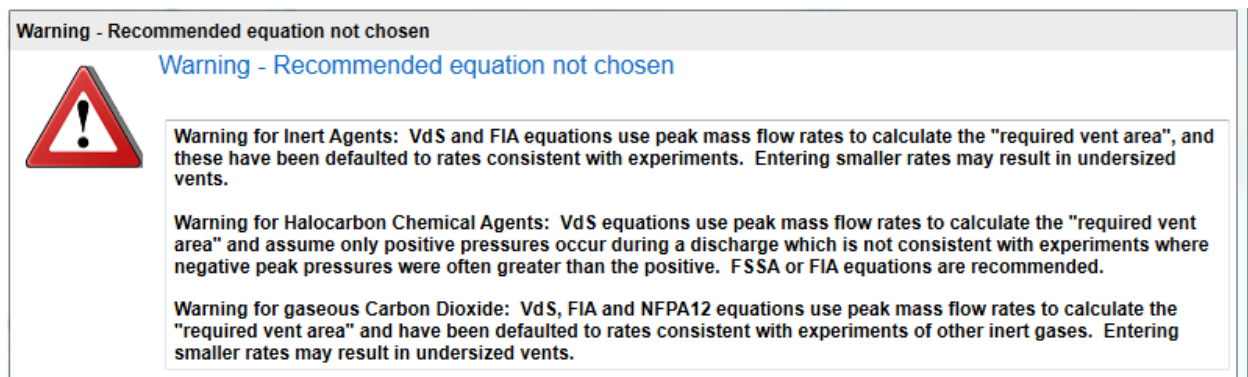 Warning - Recommended equation not chosen
Warning - Recommended equation not chosen
Warning for Inert Agents:  VdS and FIA equations use peak mass flow rates to calculate the "required vent area", and
these have been defaulted to rates consistent with experiments.  Entering smaller rates may result in undersized
vents.
Warning for Halocarbon Chemical Agents:  VdS equations use peak mass flow rates to calculate the "required vent
area" and assume only positive pressures occur during a discharge which is not consistent with experiments where
negative peak pressures were often greater than the positive.  FSSA or FIA equations are recommended.
Warning for gaseous Carbon Dioxide:  VdS, FIA and NFPA12 equations use peak mass flow rates to calculate the
"required vent area" and have been defaulted to rates consistent with experiments of other inert gases.  Entering
smaller rates may result in undersized vents.